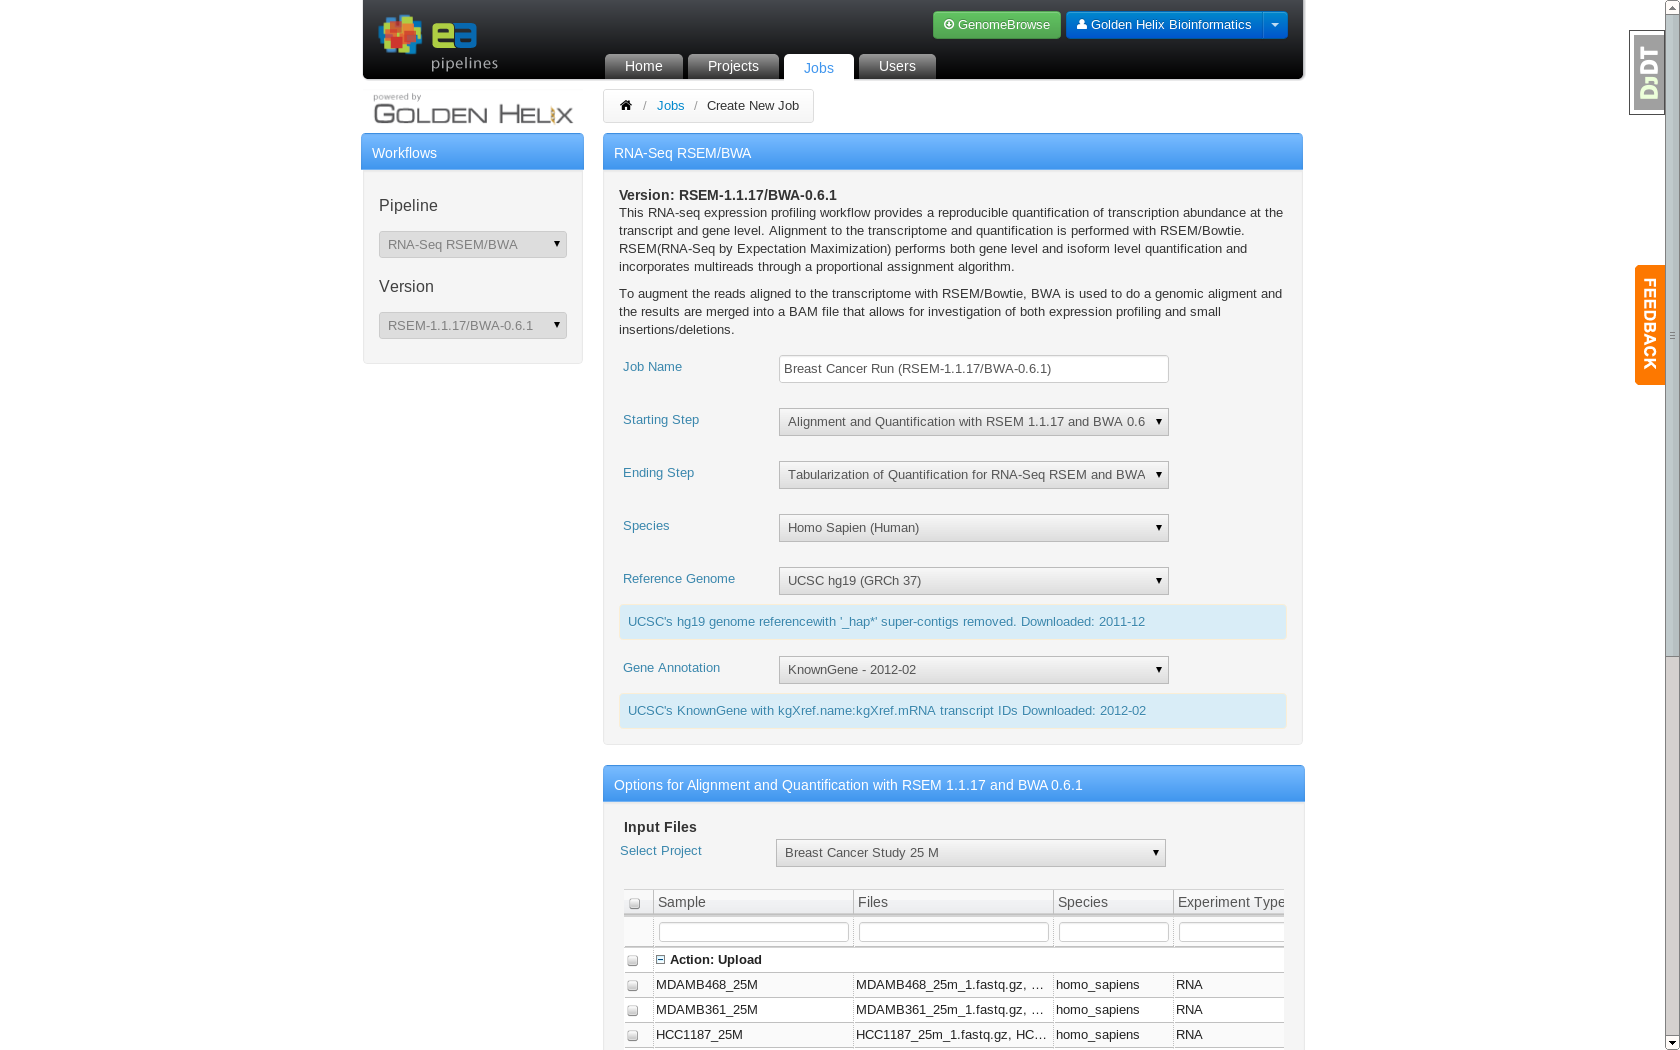 ea
pipelines
GenomeBrowse
Golden Helix Bioinformatics
Home
Projects
Jobs
Users
powered by
GOLDEN HELIX
/ Jobs / Create New Job
DDT
FEEDBACK
Workflows
Pipeline
RNA-Seq RSEM/BWA
Version
RSEM-1.1.17/BWA-0.6.1
RNA-Seq RSEM/BWA
Version: RSEM-1.1.17/BWA-0.6.1
This RNA-seq expression profiling workflow provides a reproducible quantification of transcription abundance at the
transcript and gene level. Alignment to the transcriptome and quantification is performed with RSEM/Bowtie.
RSEM(RNA-Seq by Expectation Maximization) performs both gene level and isoform level quantification and
incorporates multireads through a proportional assignment algorithm.
To augment the reads aligned to the transcriptome with RSEM/Bowtie, BWA is used to do a genomic aligment and
the results are merged into a BAM file that allows for investigation of both expression profiling and small
insertions/deletions.
Job Name
Breast Cancer Run (RSEM-1.1.17/BWA-0.6.1)
Starting Step
Alignment and Quantification with RSEM 1.1.17 and BWA 0.6
Ending Step
Tabularization of Quantification for RNA-Seq RSEM and BWA
Species
Homo Sapien (Human)
Reference Genome
UCSC hg19 (GRCh 37)
UCSC's hg19 genome referencewith '_hap*' super-contigs removed. Downloaded: 2011-12
Gene Annotation
KnownGene - 2012-02
UCSC's KnownGene with kgXref.name:kgXref.mRNA transcript IDs Downloaded: 2012-02
Options for Alignment and Quantification with RSEM 1.1.17 and BWA 0.6.1
Input Files
Select Project
Breast Cancer Study 25 M
Sample Files Species Experiment Type
Action: Upload
MDAMB468_25M MDAMB468_25m_1.fastq.gz, … homo_sapiens RNA
MDAMB361_25M MDAMB361_25m_1.fastq.gz, … homo_sapiens RNA
HCC1187_25M HCC1187_25m_1.fastq.gz, HC… homo_sapiens RNA